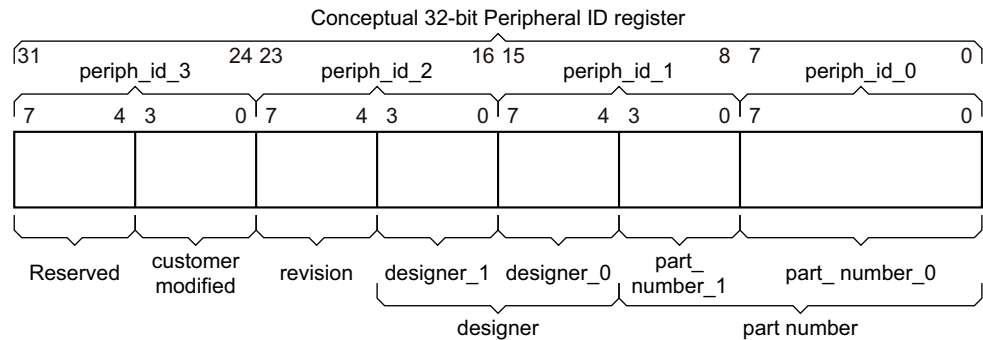 Conceptual 32-bit Peripheral ID register
31 24 23 16 15 8 7 0
periph_id_3 periph_id_2 periph_id_1 periph_id_0
7 4 3 0 7 4 3 0 7 4 3 0 7 0
Reserved customer modified revision designer_1 designer_0 part_ number_1 part_ number_0
designer part number